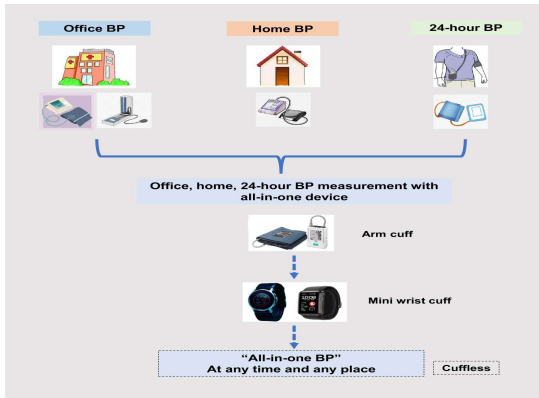 Office BP
Home BP
24-hour BP
Office, home, 24-hour BP measurement with
all-in-one device
Arm cuff
Mini wrist cuff
“All-in-one BP”
At any time and any place
Cuffless